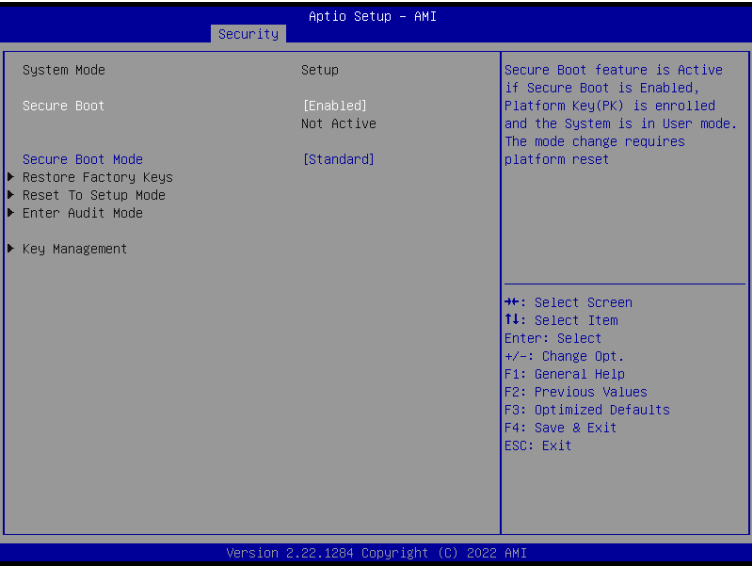 Aptio Setup – AMI
Security
System Mode Setup
Secure Boot [Enabled]
Not Active
Secure Boot Mode [Standard]
Restore Factory Keys
Reset To Setup Mode
Enter Audit Mode
Key Management
Secure Boot feature is Active
if Secure Boot is Enabled,
Platform Key(PK) is enrolled
and the System is in User mode.
The mode change requires
platform reset
→←: Select Screen
↑↓: Select Item
Enter: Select
+/-: Change Opt.
F1: General Help
F2: Previous Values
F3: Optimized Defaults
F4: Save & Exit
ESC: Exit
Version 2.22.1284 Copyright (C) 2022 AMI